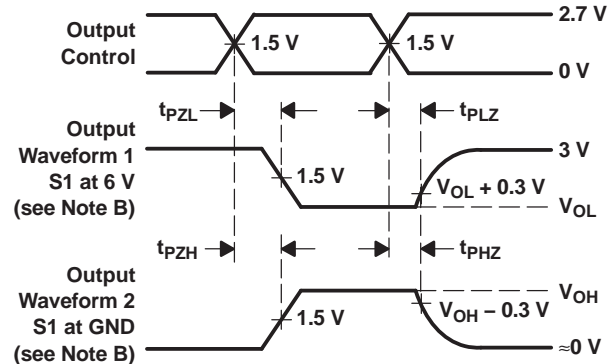 Output
Control
2.7 V
1.5 V
1.5 V
0 V
tPZL
tPLZ
Output
Waveform 1
S1 at 6 V
(see Note B)
3 V
1.5 V
VOL + 0.3 V
VOL
tPZH
tPHZ
Output
Waveform 2
S1 at GND
(see Note B)
VOH
1.5 V
VOH − 0.3 V
≈0 V